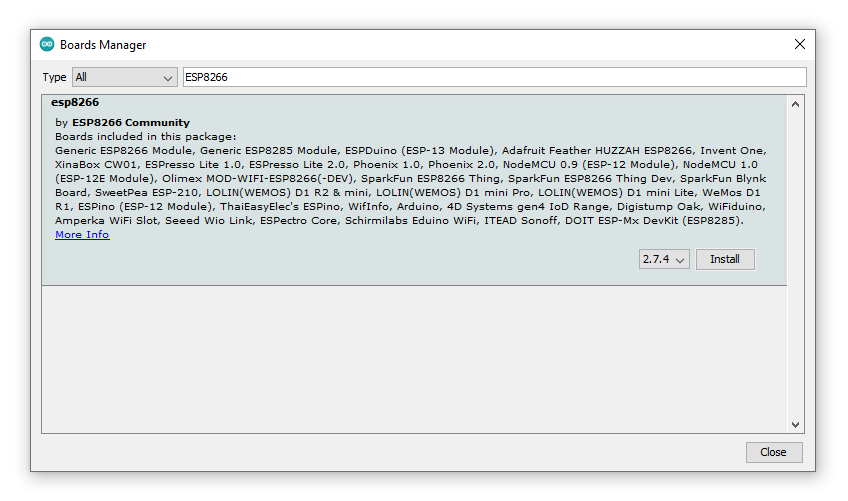 Boards Manager
Type All ESP8266
esp8266
by ESP8266 Community
Boards included in this package:
Generic ESP8266 Module, Generic ESP8285 Module, ESPDuino (ESP-13 Module), Adafruit Feather HUZZAH ESP8266, Invent One,
XinaBox CW01, ESPresso Lite 1.0, ESPresso Lite 2.0, Phoenix 1.0, Phoenix 2.0, NodeMCU 0.9 (ESP-12 Module), NodeMCU 1.0
(ESP-12E Module), Olimex MOD-WIFI-ESP8266(-DEV), SparkFun ESP8266 Thing, SparkFun ESP8266 Thing Dev, SparkFun Blynk
Board, SweetPea ESP-210, LOLIN(WEMOS) D1 R2 & mini, LOLIN(WEMOS) D1 mini Pro, LOLIN(WEMOS) D1 mini Lite, WeMos D1
R1, ESPino (ESP-12 Module), ThaiEasyElec's ESPino, WifInfo, Arduino, 4D Systems gen4 IoD Range, Digistump Oak, WiFiduino,
Amperka WiFi Slot, Seeed Wio Link, ESPectro Core, Schirmilabs Eduino WiFi, ITEAD Sonoff, DOIT ESP-Mx DevKit (ESP8285).
More Info
2.7.4 Install
Close